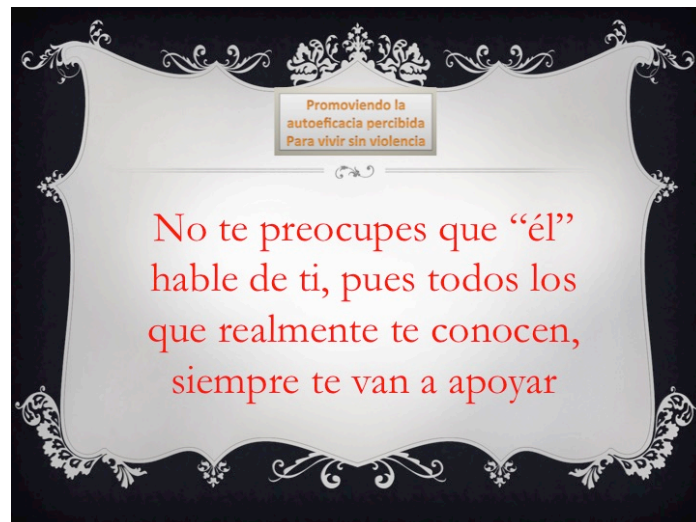 Promoviendo la
autoeficacia percibida
Para vivir sin violencia
No te preocupes que “él”
hable de ti, pues todos los
que realmente te conocen,
siempre te van a apoyar